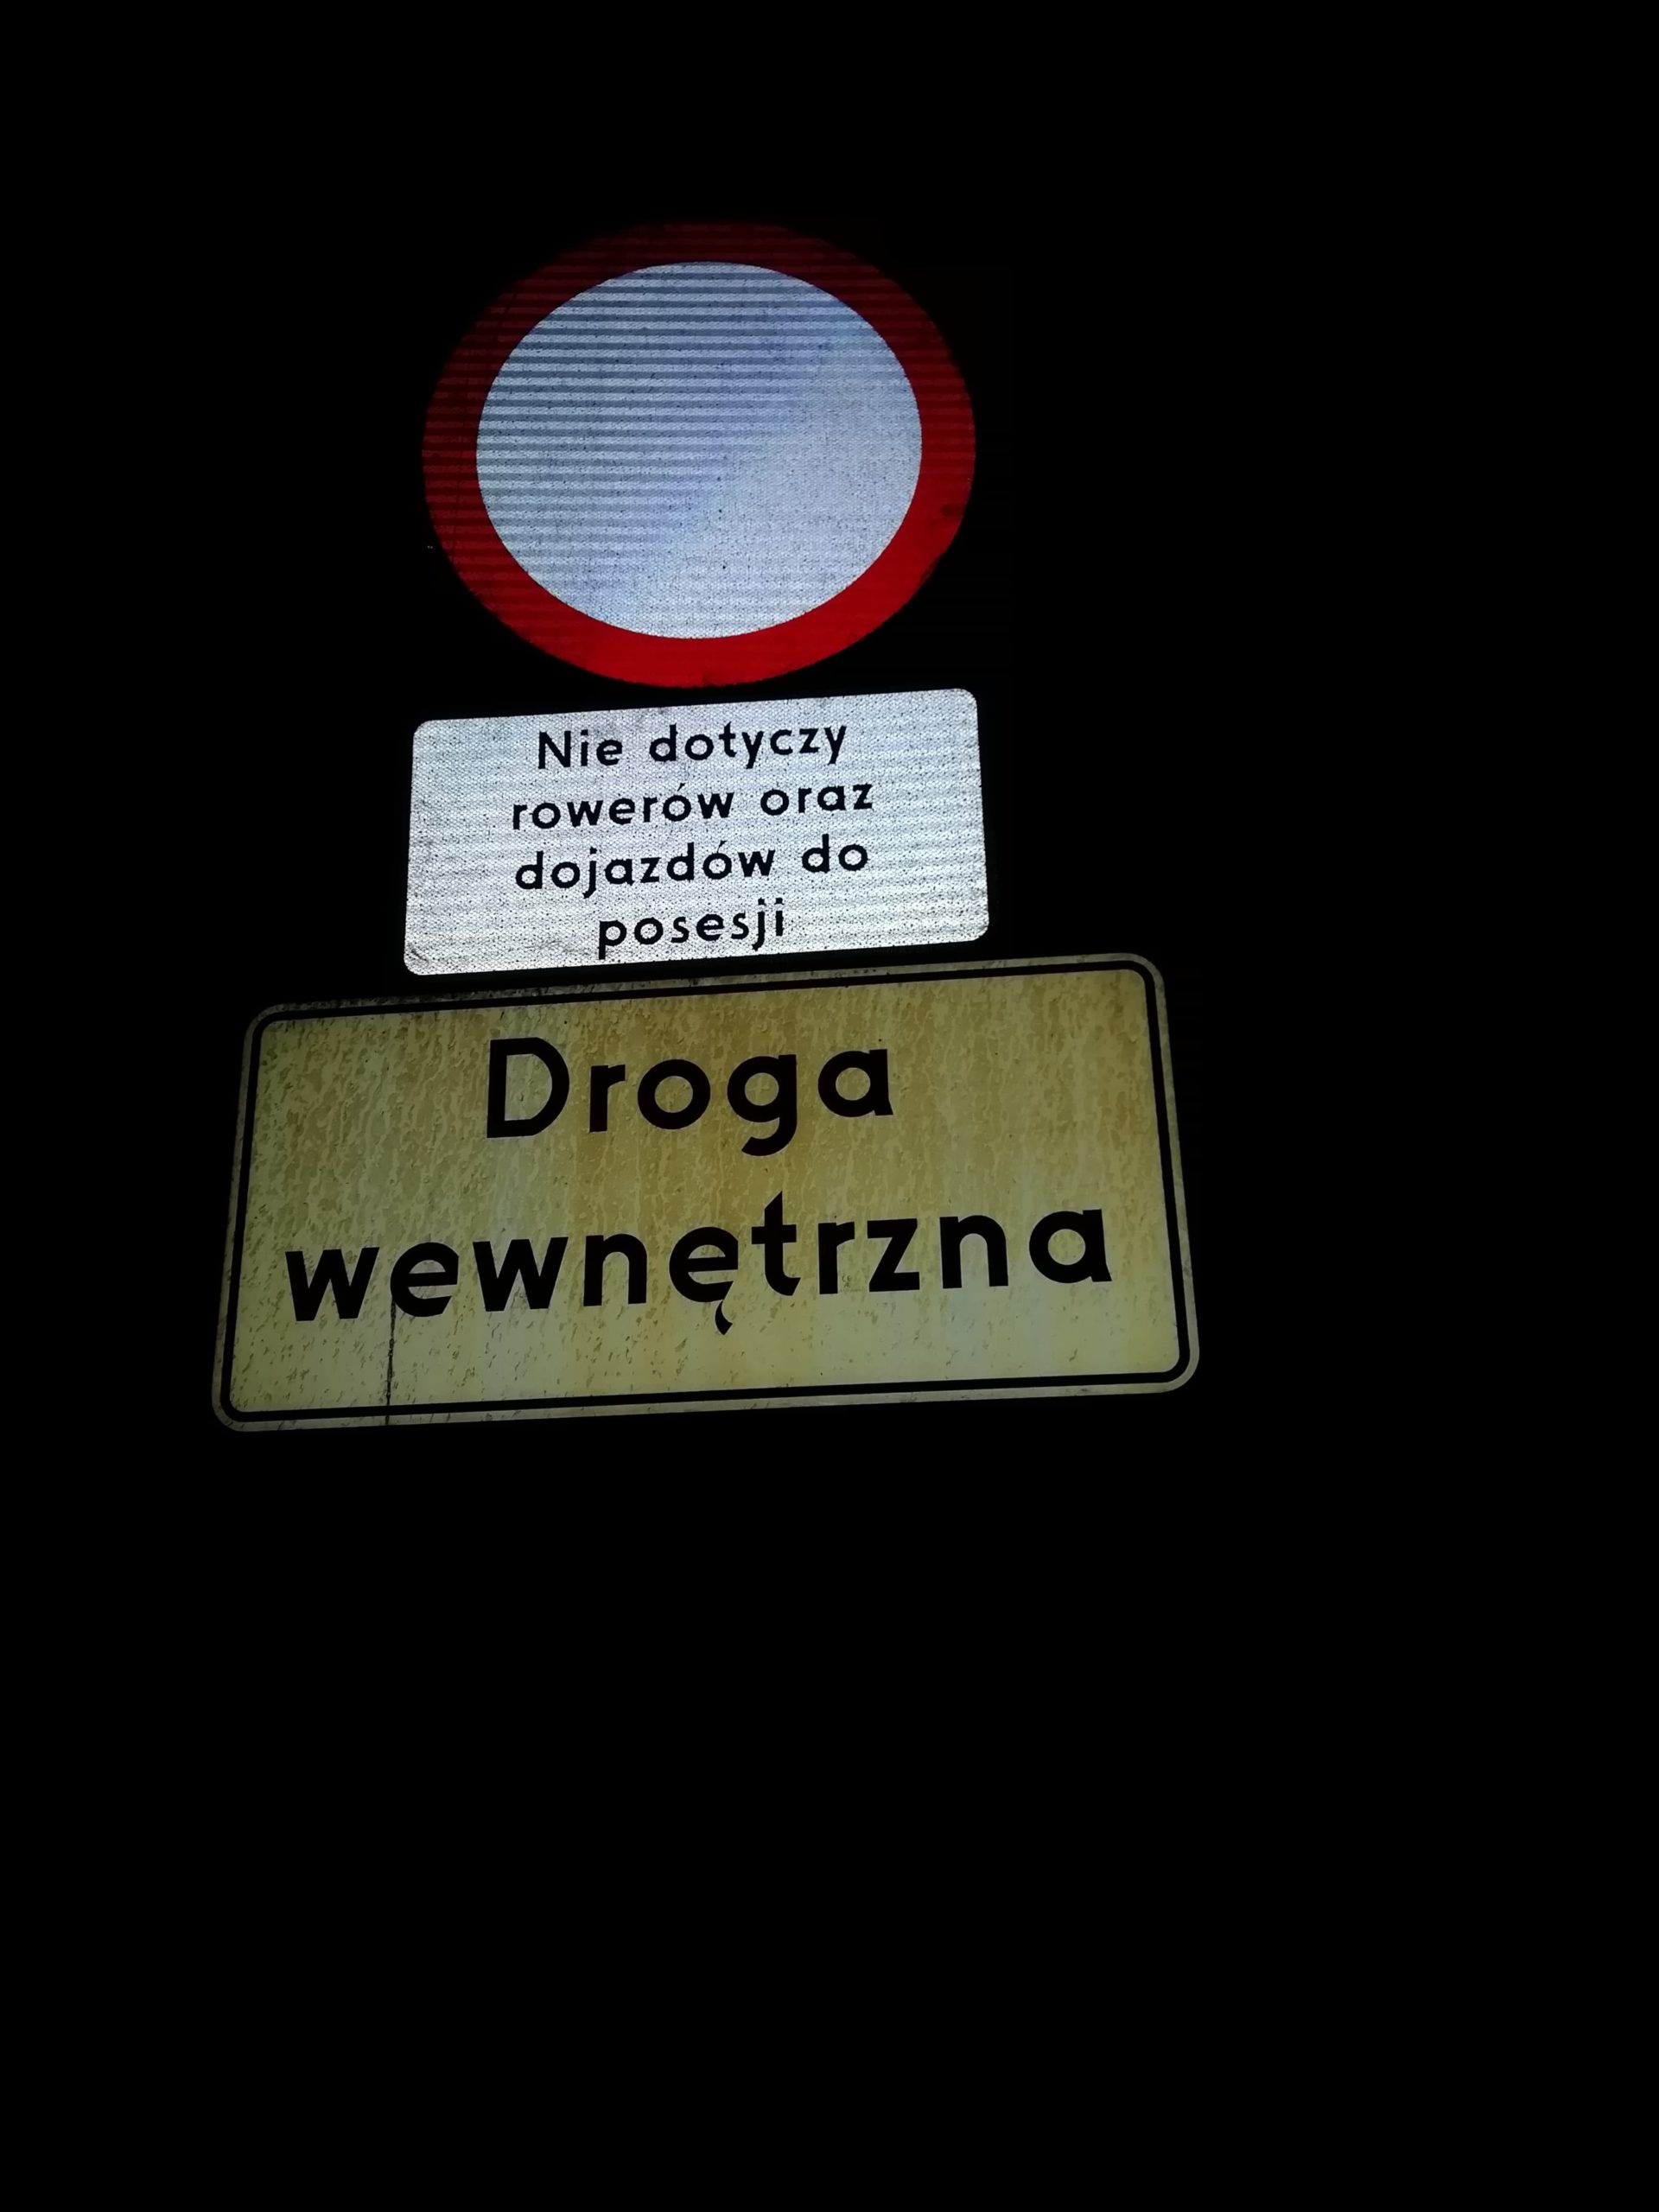 Nie dotyczy
rowerów oraz
dojazdów do
posesji
Droga
wewnętrzna